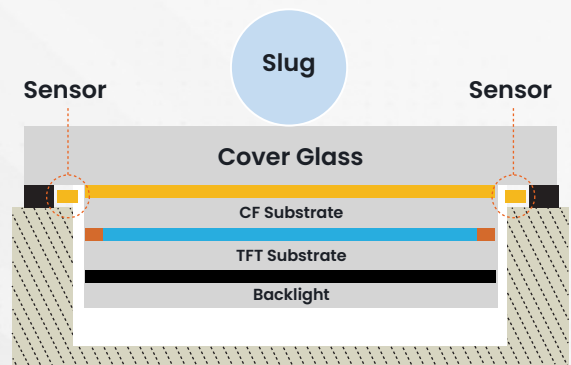 Slug
Sensor
Sensor
Cover Glass
CF Substrate
TFT Substrate
Backlight